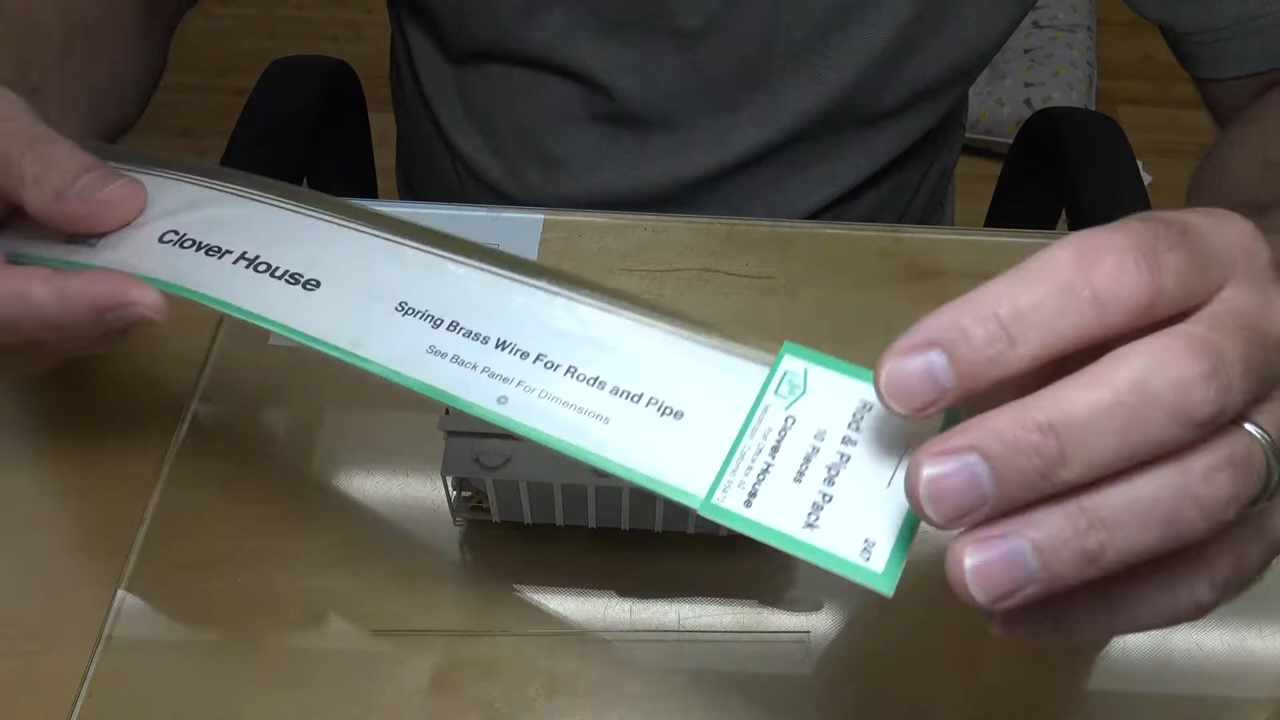 Clover House
Spring Brass Wire For Rods and Pipe
See Back Panel For Dimensions
©
Clover House
Rod & Pipe Pack
10 Pieces
247